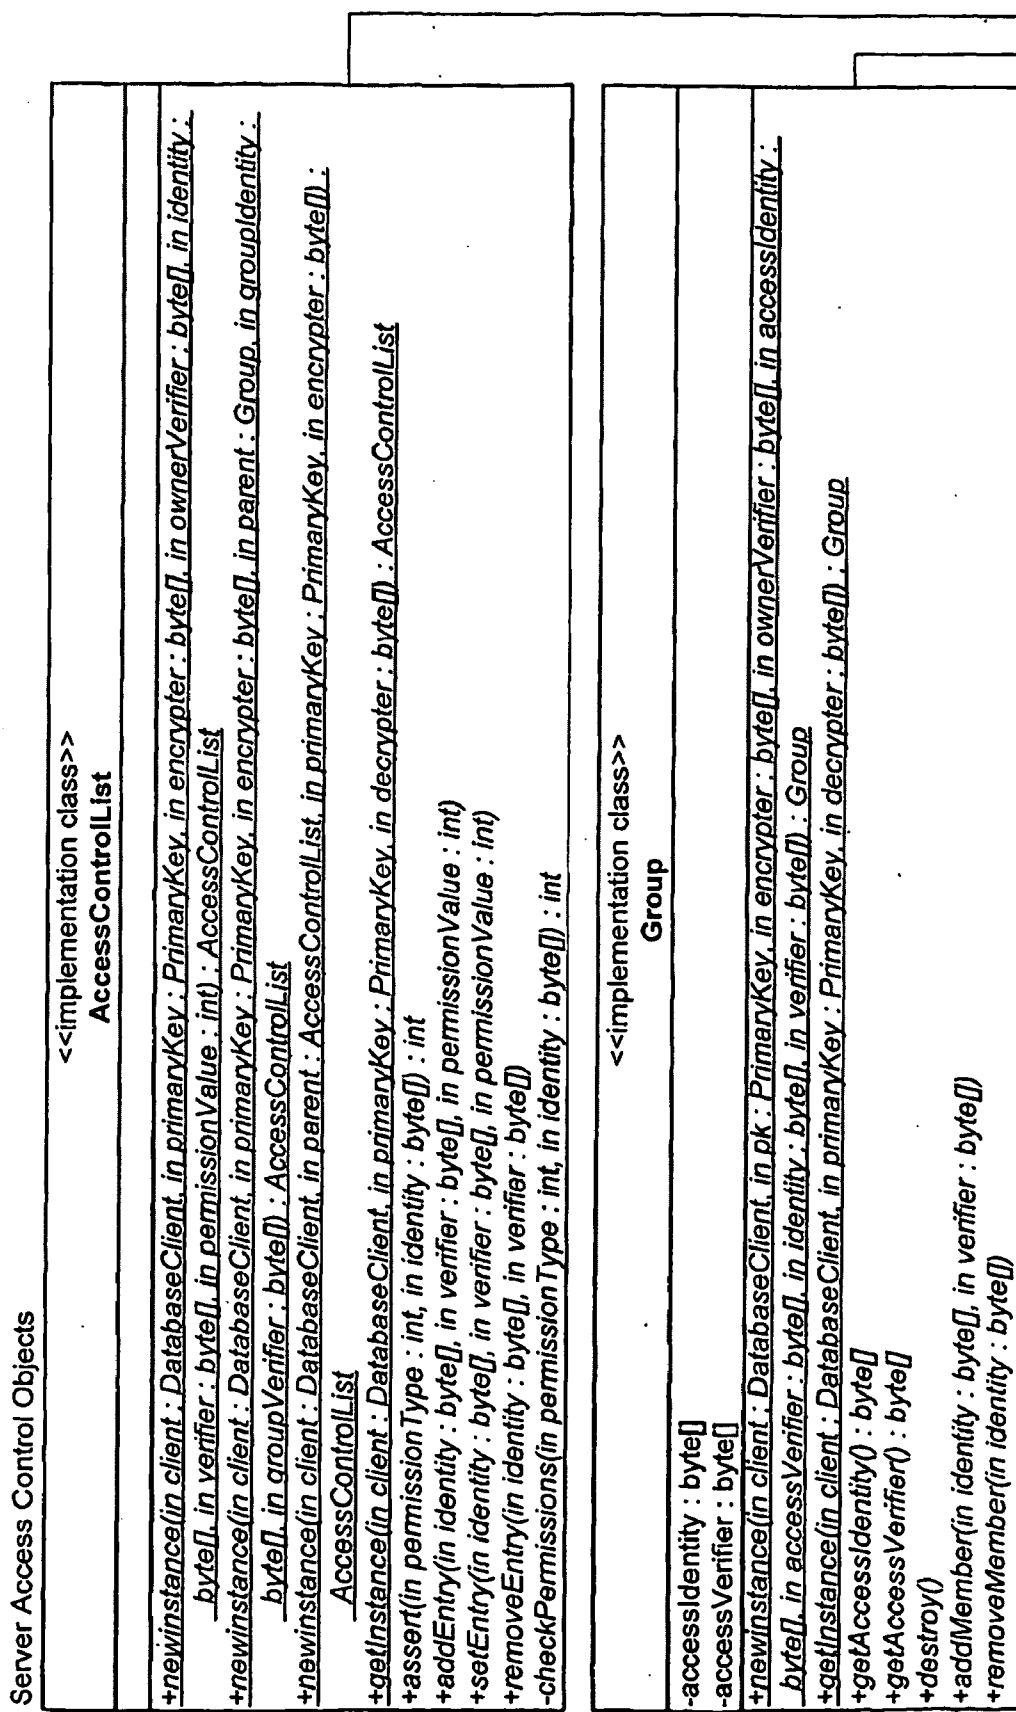 Server Access Control Objects
<<implementation class>>
AccessControlList
+newinstance(in client : DatabaseClient, in primaryKey : PrimaryKey, in encrypter : byte[], in ownerVerifier : byte[], in identity :
byte[], in verifier : byte[], in permissionValue : int) : AccessControlList
+newinstance(in client : DatabaseClient, in primaryKey : PrimaryKey, in encrypter : byte[], in parent : Group, in groupIdentity :
byte[], in groupVerifier : byte[]) : AccessControlList
+newinstance(in client : DatabaseClient, in parent : AccessControlList, in primaryKey : PrimaryKey, in encrypter : byte[]) :
AccessControlList
+getInstance(in client : DatabaseClient, in primaryKey : PrimaryKey, in decrypter : byte[]) : AccessControlList
+assert(in permissionType : int, in identity : byte[]) : int
+addEntry(in identity : byte[], in verifier : byte[], in permissionValue : int)
+setEntry(in identity : byte[], in verifier : byte[], in permissionValue : int)
+removeEntry(in identity : byte[], in verifier : byte[])
-checkPermissions(in permissionType : int, in identity : byte[]) : int
<<implementation class>>
Group
-accessIdentity : byte[]
-accessVerifier : byte[]
+newinstance(in client : DatabaseClient, in pk : PrimaryKey, in encrypter : byte[], in ownerVerifier : byte[], in accessIdentity :
byte[], in accessVerifier : byte[], in identity : byte[], in verifier : byte[]) : Group
+getInstance(in client : DatabaseClient, in primaryKey : PrimaryKey, in decrypter : byte[]) : Group
+getAccessIdentity() : byte[]
+getAccessVerifier() : byte[]
+destroy()
+addMember(in identity : byte[], in verifier : byte[])
+removeMember(in identity : byte[])